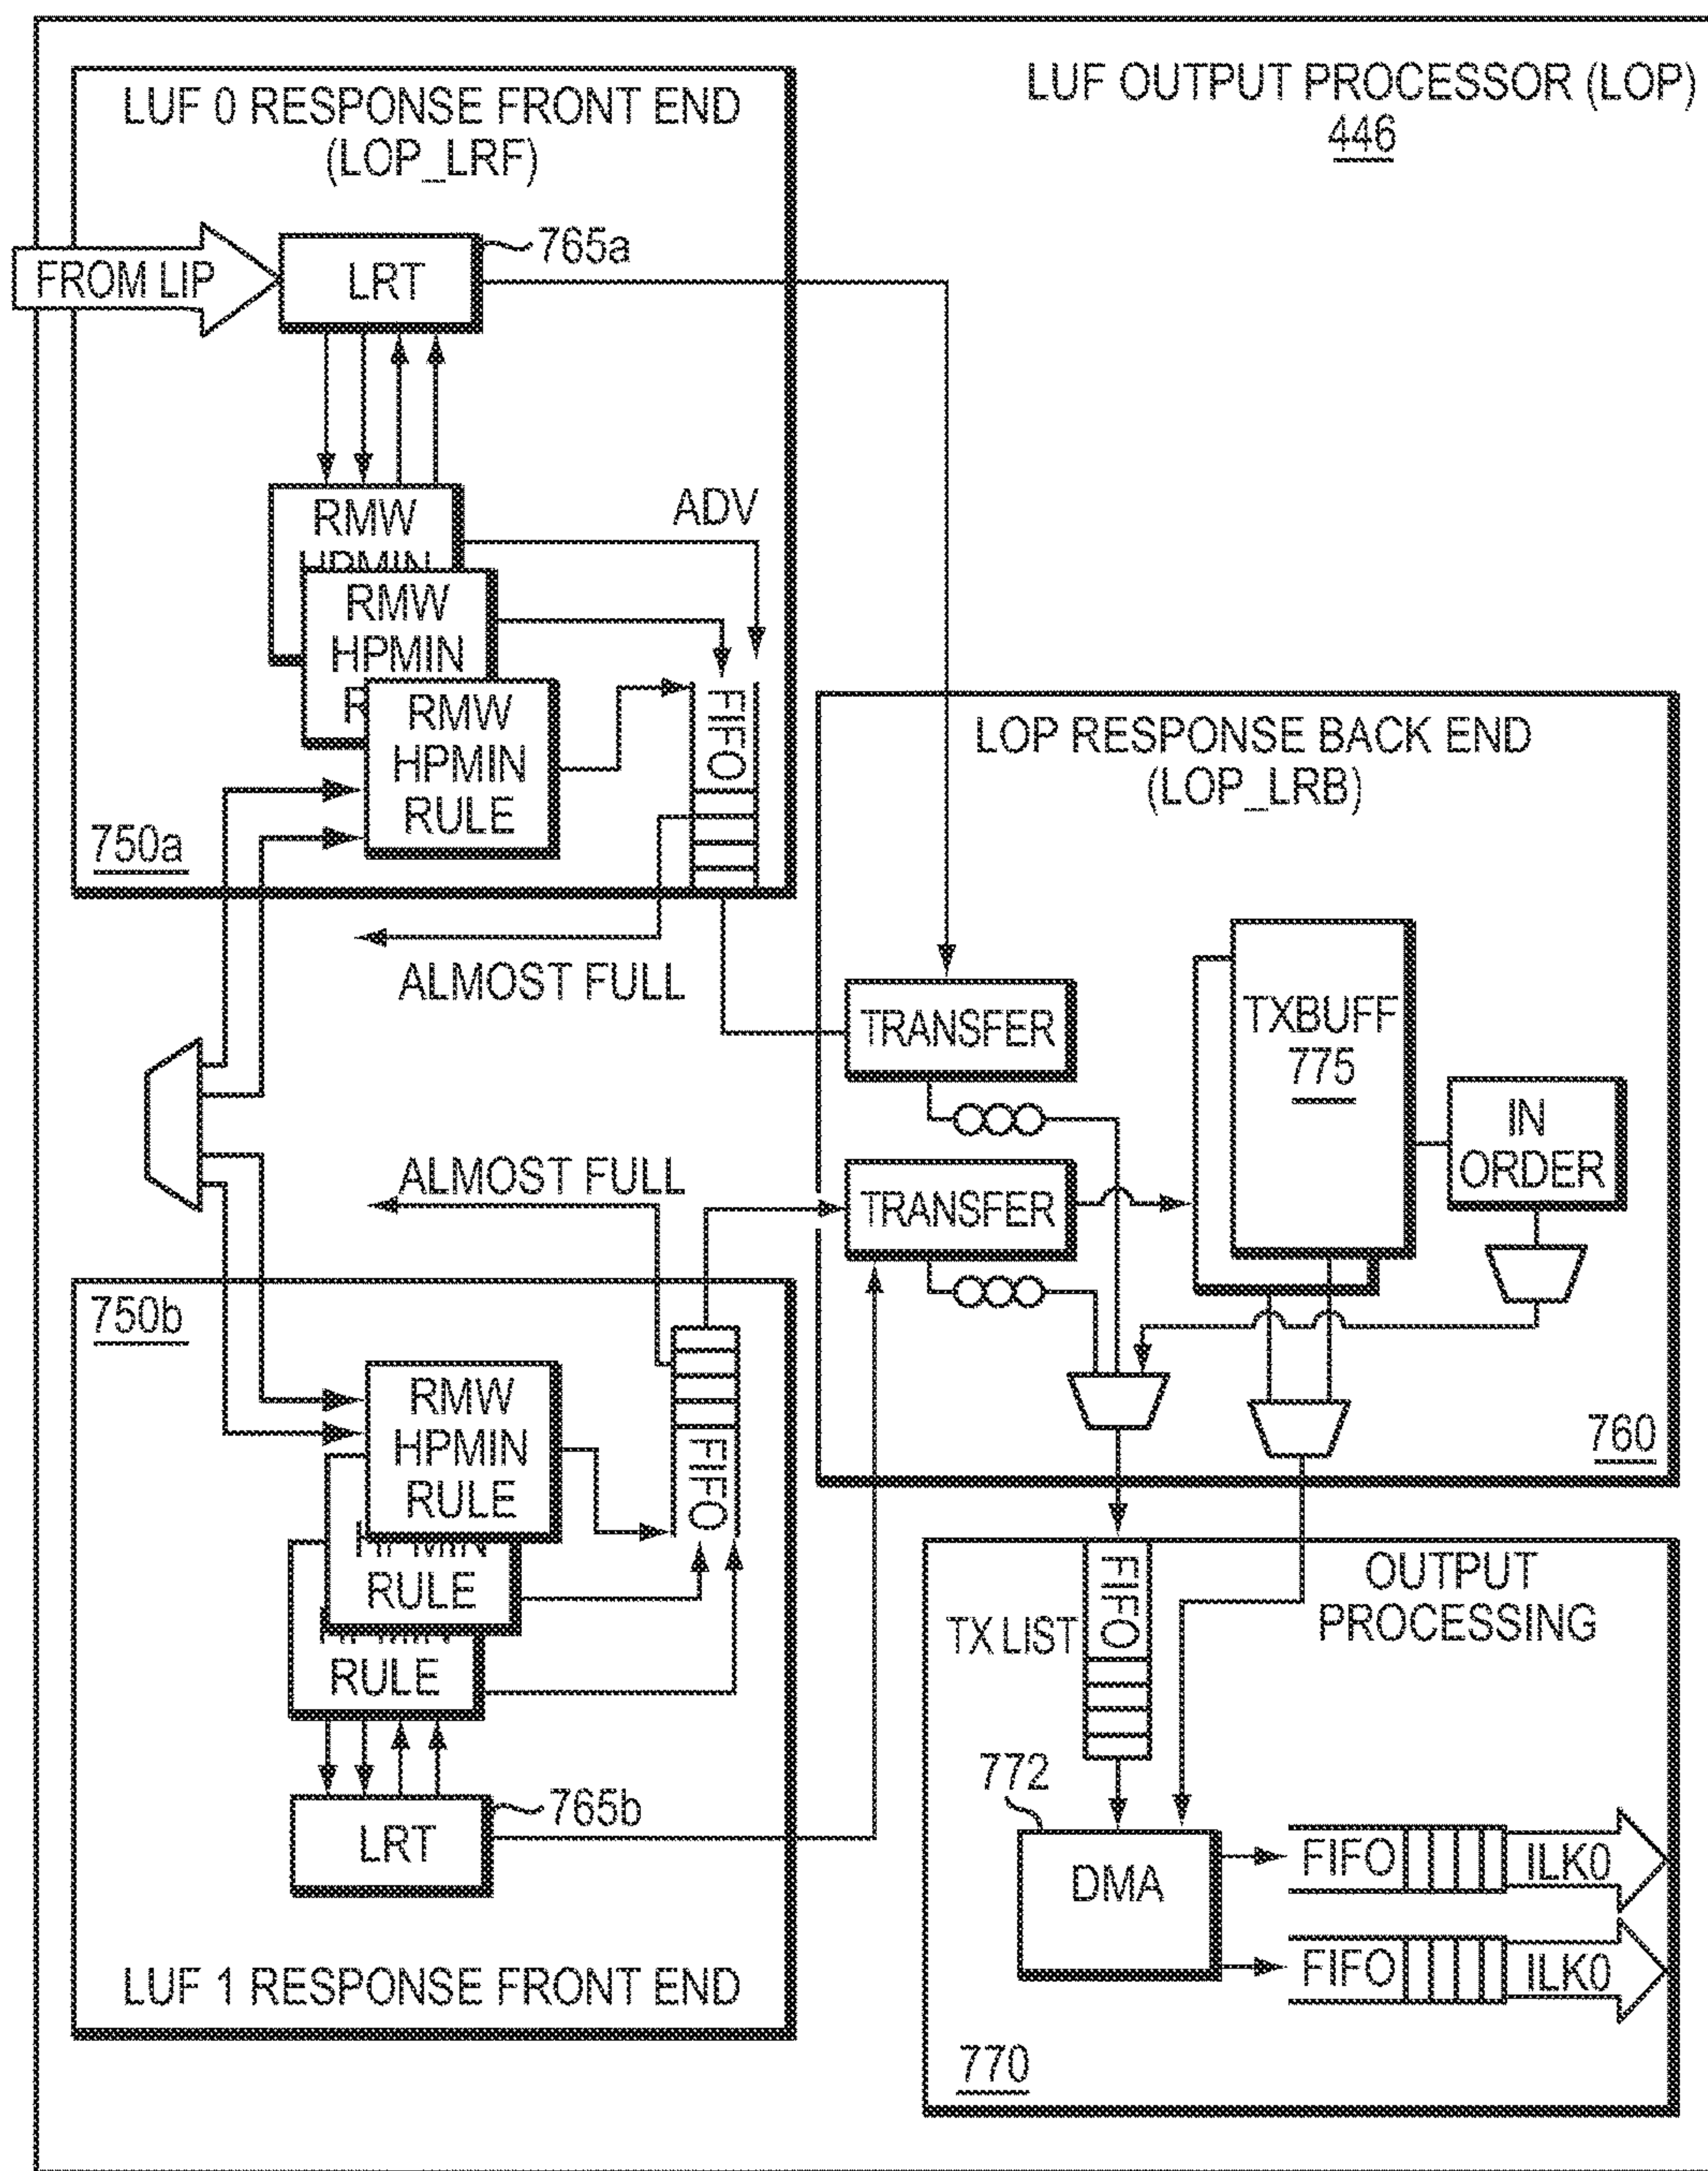 LUF OUTPUT PROCESSOR (LOP)
446
LUF 0 RESPONSE FRONT END
(LOP_LRF)
FROM LIP
LRT
765a
ADV
RMW
HPMIN
RMW
HPMIN
R
RMW
HPMIN
RULE
FIFO
750a
ALMOST FULL
LOP RESPONSE BACK END
(LOP_LRB)
TRANSFER
TXBUFF
775
IN
ORDER
ALMOST FULL
TRANSFER
760
750b
RMW
HPMIN
RULE
HPMIN
RULE
HPMIN
RULE
FIFO
LRT
765b
LUF 1 RESPONSE FRONT END
OUTPUT
PROCESSING
TX LIST
FIFO
772
DMA
FIFO
ILK0
FIFO
ILK0
770